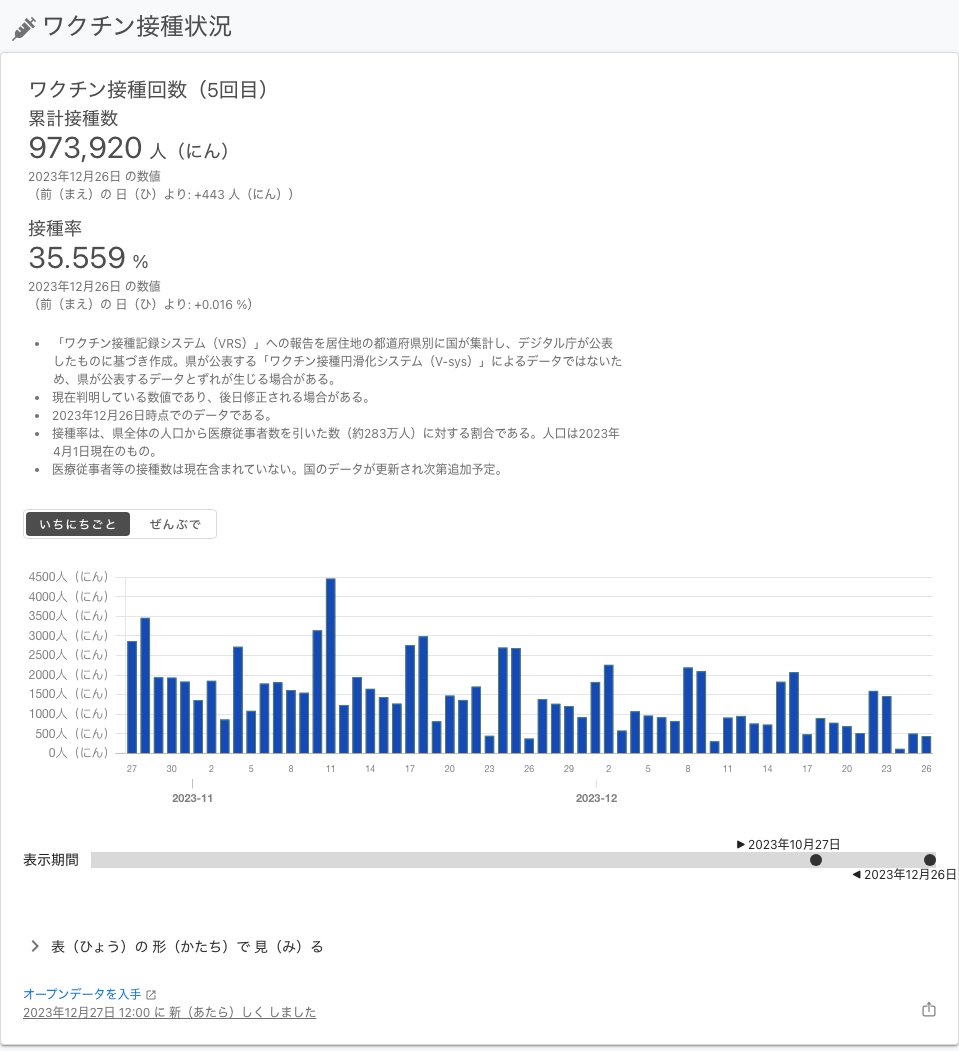 ワクチン接種状況
ワクチン接種回数（5回目）
累計接種数
973,920 人（にん）
2023年12月26日 の数値
（前（まえ）の 日（ひ）より: +443 人（にん））
接種率
35.559 %
2023年12月26日 の数値
（前（まえ）の 日（ひ）より: +0.016 %）
• 「ワクチン接種記録システム（VRS）」への報告を居住地の都道府県別に国が集計し、デジタル庁が公表
したものに基づき作成。県が公表する「ワクチン接種円滑化システム（V-sys）」によるデータではないた
め、県が公表するデータとずれが生じる場合がある。
• 現在判明している数値であり、後日修正される場合がある。
• 2023年12月26日時点でのデータである。
• 接種率は、県全体の人口から医療従事者数を引いた数（約283万人）に対する割合である。人口は2023年
4月1日現在のもの。
• 医療従事者等の接種数は現在含まれていない。国のデータが更新され次第追加予定。
いちにちごと ぜんぶで
4500人（にん）
4000人（にん）
3500人（にん）
3000人（にん）
2500人（にん）
2000人（にん）
1500人（にん）
1000人（にん）
500人（にん）
0人（にん）
27 30 2 5 8 11 14 17 20 23 26 29 2 5 8 11 14 17 20 23 26
2023-11 2023-12
▶ 2023年10月27日
表示期間
◀ 2023年12月26日
表（ひょう）の 形（かたち）で 見（み）る
オープンデータを入手
2023年12月27日 12:00 に 新（あたら）しく しました